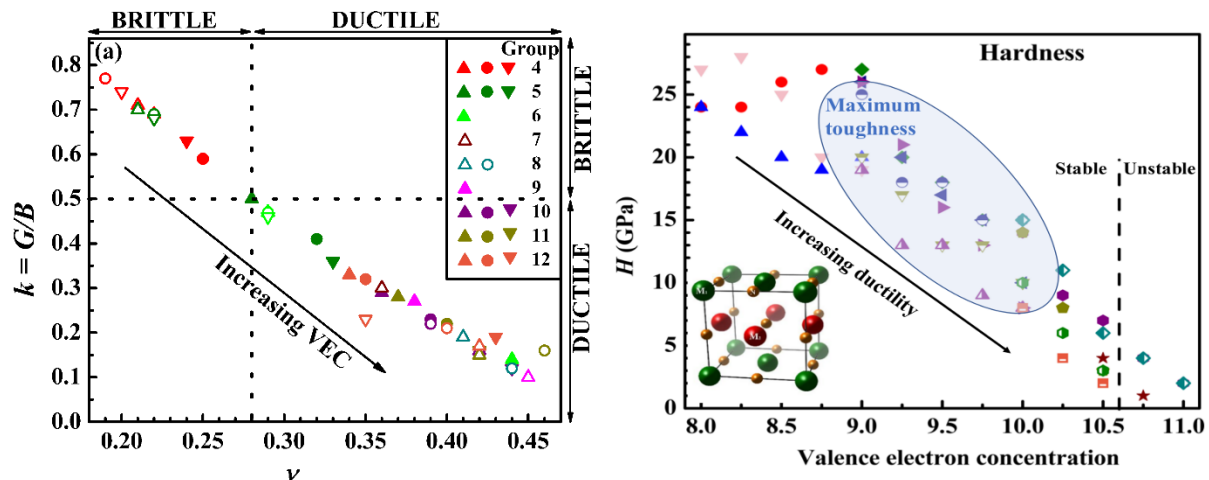 BRITTLE DUCTILE
(a)
Group
4
5
6
7
8
9
10
11
12
0.8
0.7
0.6
0.5
0.4
0.3
0.2
0.1
0.0
k = G/B
Increasing VEC
BRITTLE
DUCTILE
0.20 0.25 0.30 0.35 0.40 0.45
ν
Hardness
Maximum
toughness
Stable Unstable
Increasing ductility
25
20
15
10
5
0
H (GPa)
8.0 8.5 9.0 9.5 10.0 10.5 11.0
Valence electron concentration